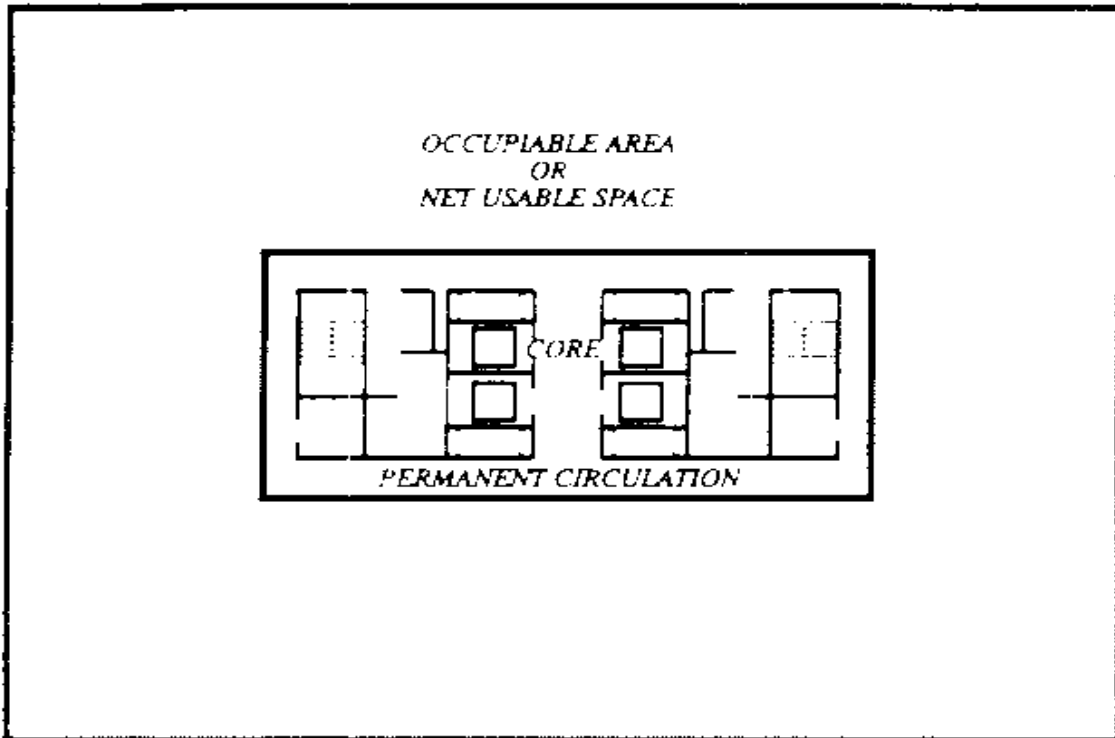 OCCUPIABLE AREA
OR
NET USABLE SPACE
CORE
PERMANENT CIRCULATION